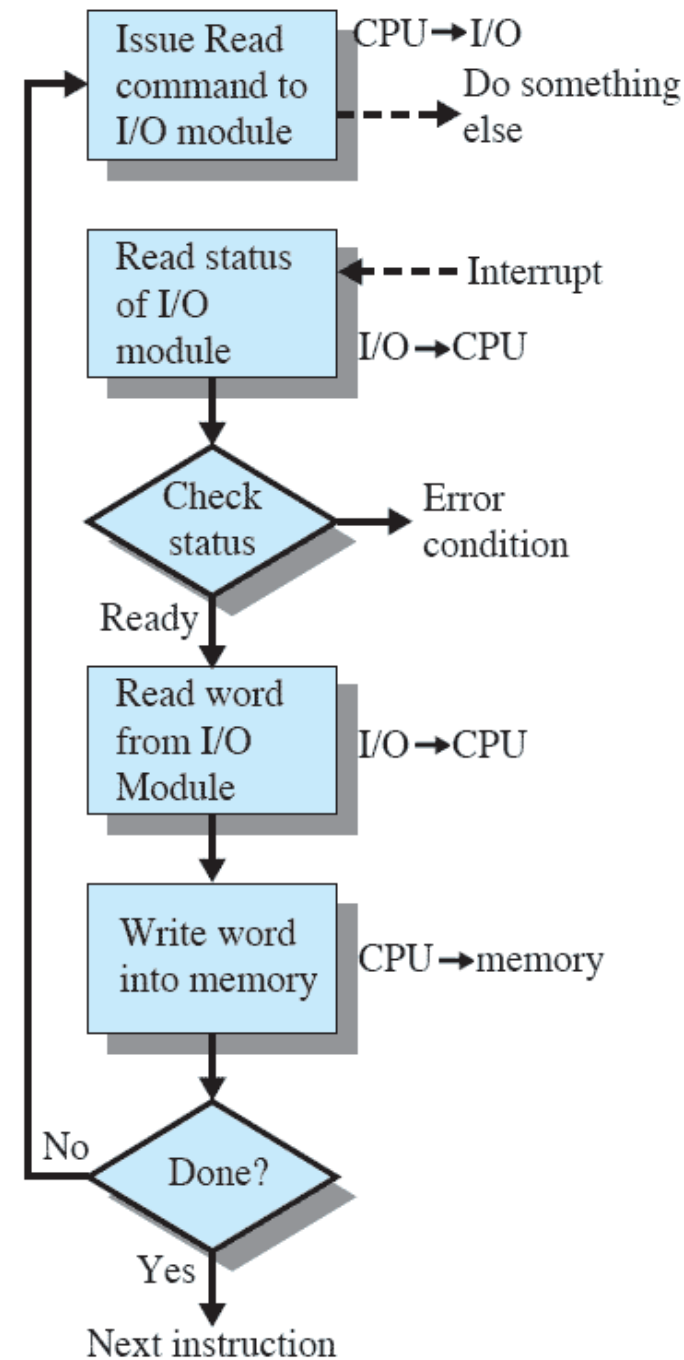 Issue Read
command to
I/O module
CPU→I/O
Do something
else
Read status
of I/O
module
Interrupt
I/O→CPU
Check
status
Error
condition
Ready
Read word
from I/O
Module
I/O→CPU
Write word
into memory
CPU→memory
No
Done?
Yes
Next instruction